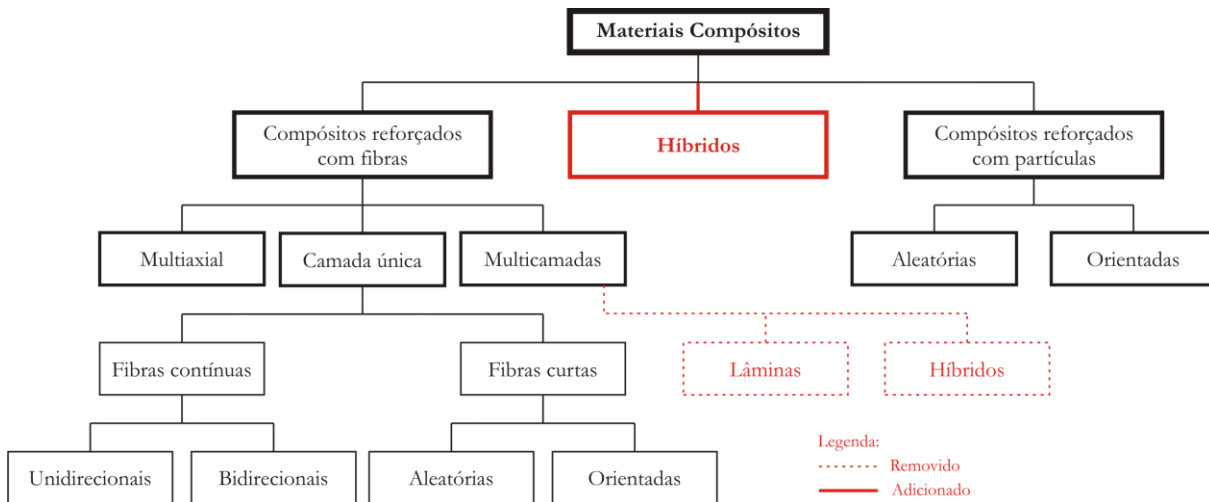 Materiais Compósitos
Compósitos reforçados
com fibras
Híbridos
Compósitos reforçados
com partículas
Multiaxial
Camada única
Multicamadas
Aleatórias
Orientadas
Fibras contínuas
Fibras curtas
Lâminas
Híbridos
Unidirecionais
Bidirecionais
Aleatórias
Orientadas
Legenda:
Removido
Adicionado